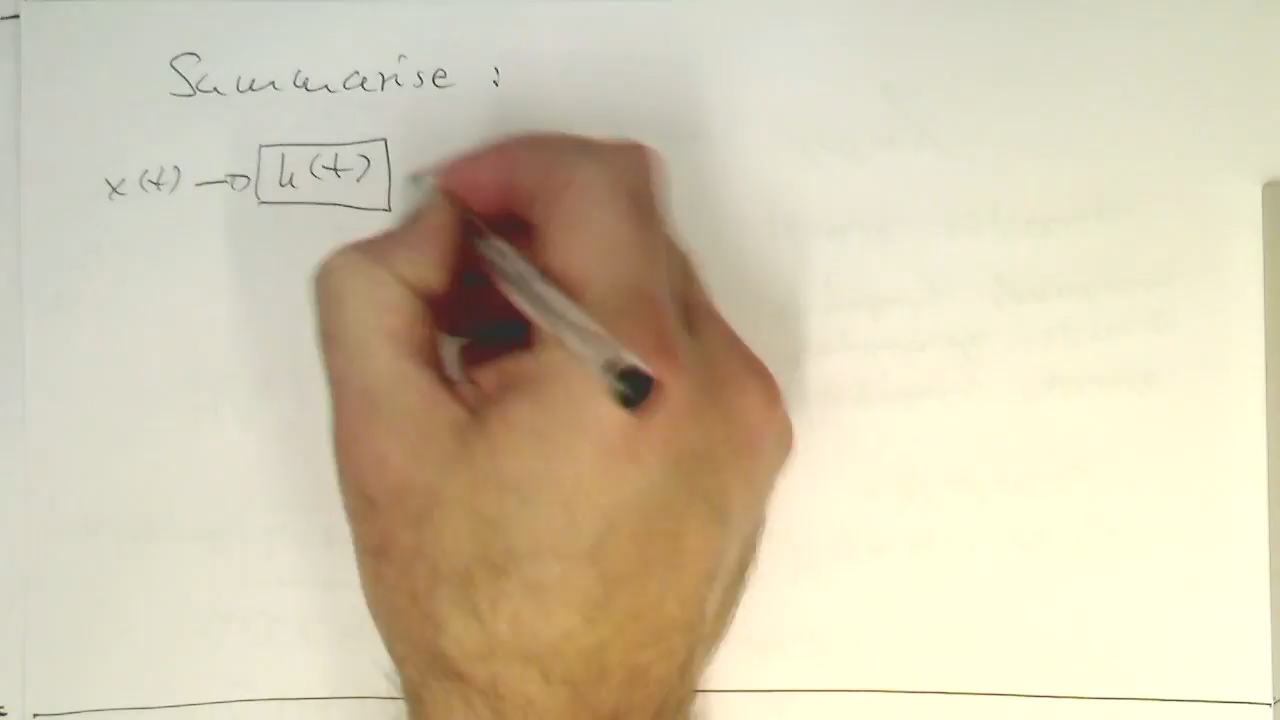 Summarise :
x(t) → h(t)